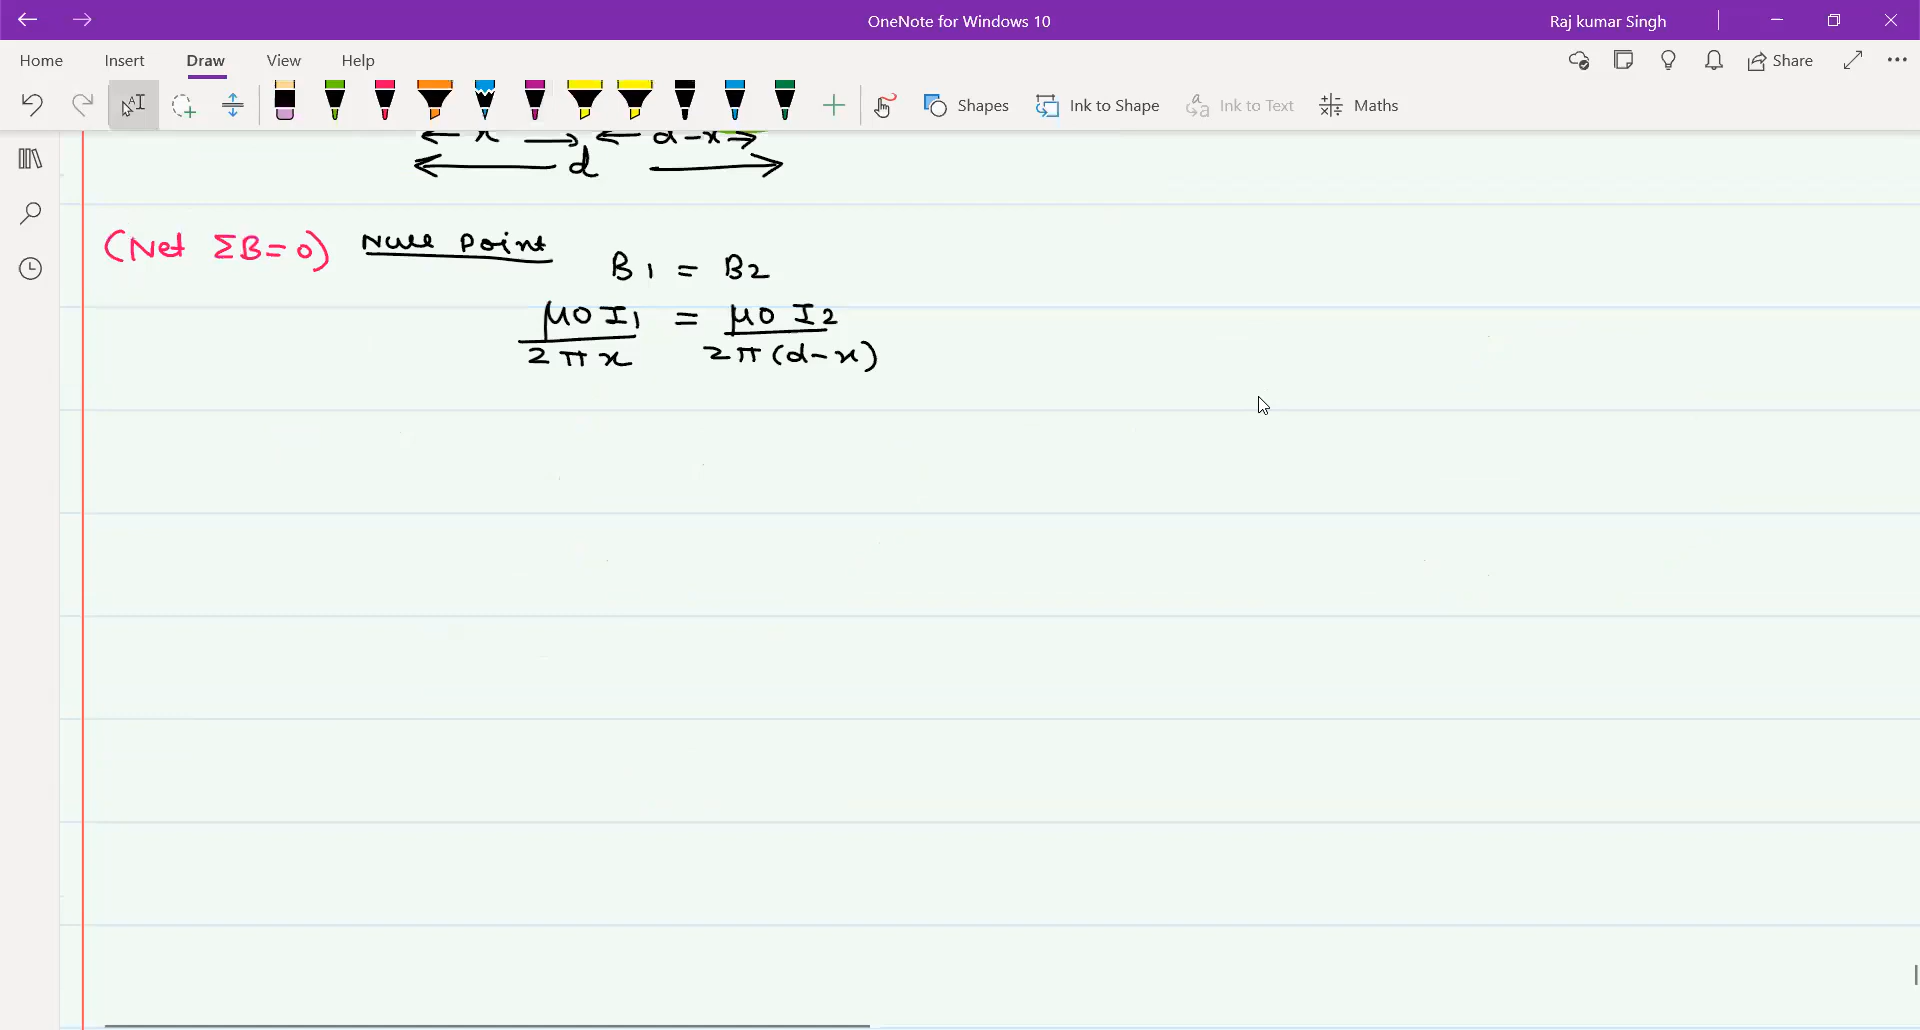 OneNote for Windows 10
Raj kumar Singh
Home Insert Draw View Help
Share
Shapes Ink to Shape Ink to Text Maths
x d-x
d
(Net ΣB=0) Null Point
B1 = B2
μ0 I1 / 2πx = μ0 I2 / 2π(d-x)